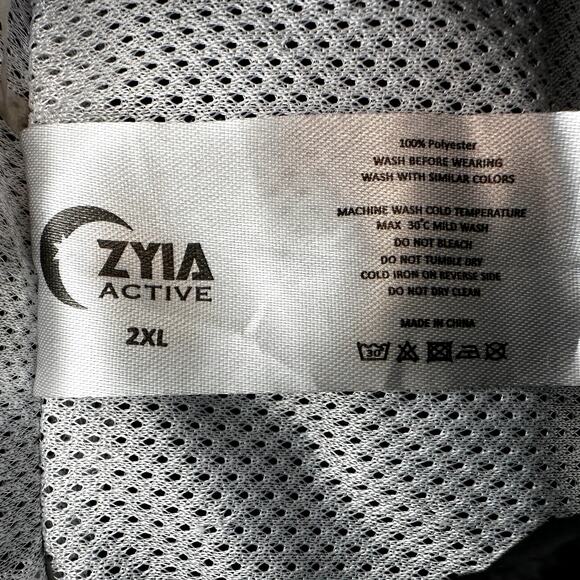 ZYIA
ACTIVE
2XL
100% Polyester
WASH BEFORE WEARING
WASH WITH SIMILAR COLORS
MACHINE WASH COLD TEMPERATURE
MAX 30°C MILD WASH
DO NOT BLEACH
DO NOT TUMBLE DRY
COLD IRON ON REVERSE SIDE
DO NOT DRY CLEAN
MADE IN CHINA
30°